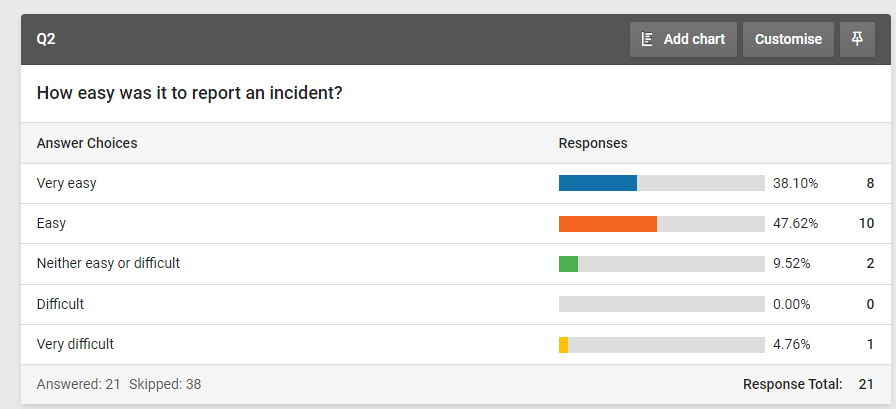 Q2 Add chart Customise
How easy was it to report an incident?
Answer Choices Responses
Very easy 38.10% 8
Easy 47.62% 10
Neither easy or difficult 9.52% 2
Difficult 0.00% 0
Very difficult 4.76% 1
Answered: 21 Skipped: 38 Response Total: 21